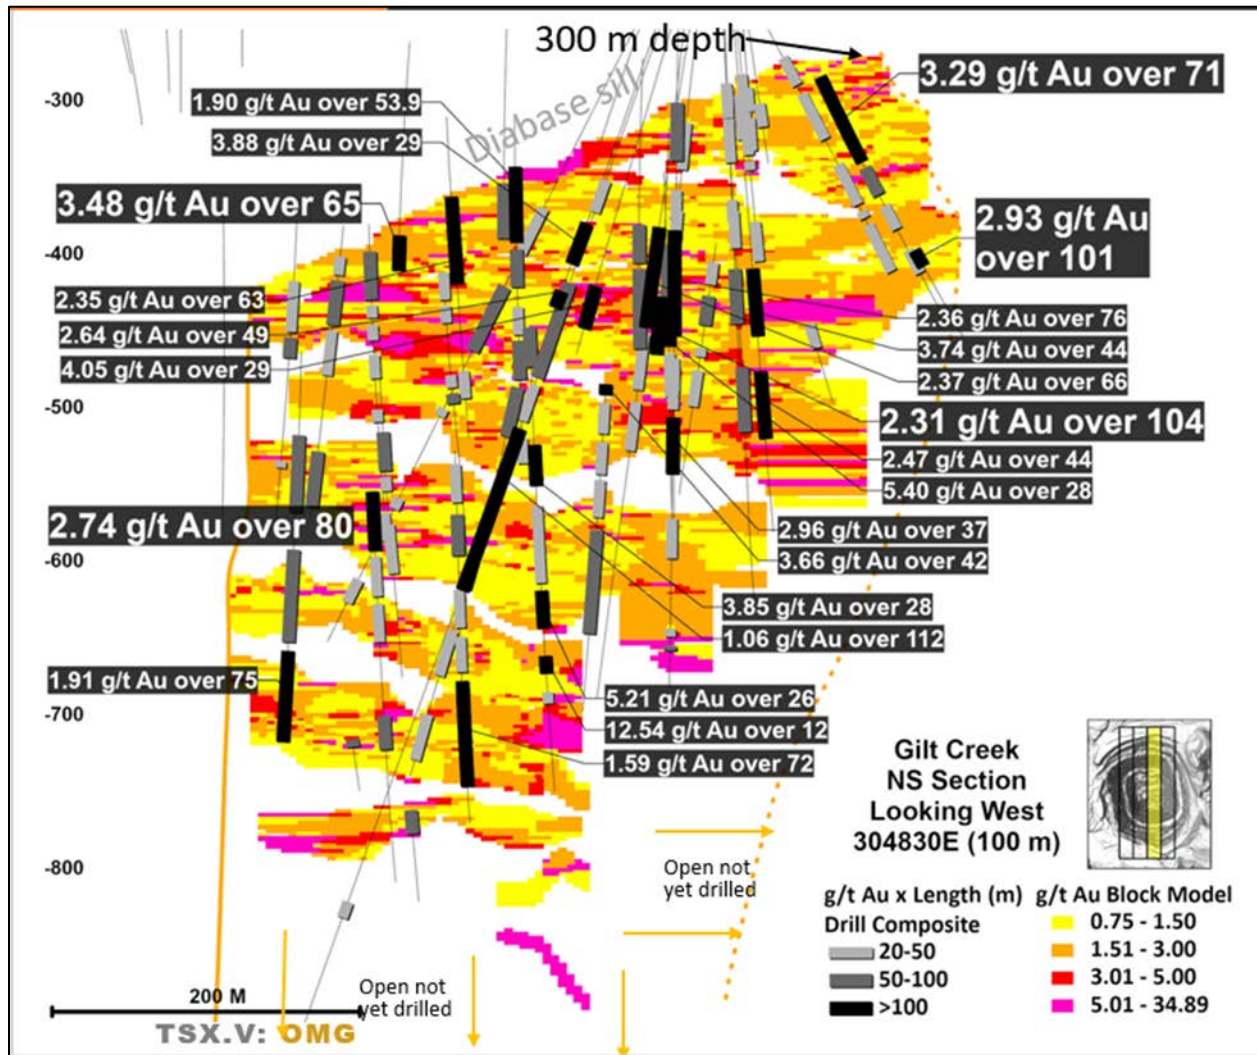 300 m depth
Diabase sill
-300
-400
-500
-600
-700
-800
1.90 g/t Au over 53.9
3.88 g/t Au over 29
3.48 g/t Au over 65
2.35 g/t Au over 63
2.64 g/t Au over 49
4.05 g/t Au over 29
2.74 g/t Au over 80
1.91 g/t Au over 75
3.29 g/t Au over 71
2.93 g/t Au
over 101
2.36 g/t Au over 76
3.74 g/t Au over 44
2.37 g/t Au over 66
2.31 g/t Au over 104
2.47 g/t Au over 44
5.40 g/t Au over 28
2.96 g/t Au over 37
3.66 g/t Au over 42
3.85 g/t Au over 28
1.06 g/t Au over 112
5.21 g/t Au over 26
12.54 g/t Au over 12
1.59 g/t Au over 72
Open not
yet drilled
Open not
yet drilled
200 M
TSX.V: OMG
Gilt Creek
NS Section
Looking West
304830E (100 m)
g/t Au x Length (m)
Drill Composite
20-50
50-100
>100
g/t Au Block Model
0.75 - 1.50
1.51 - 3.00
3.01 - 5.00
5.01 - 34.89